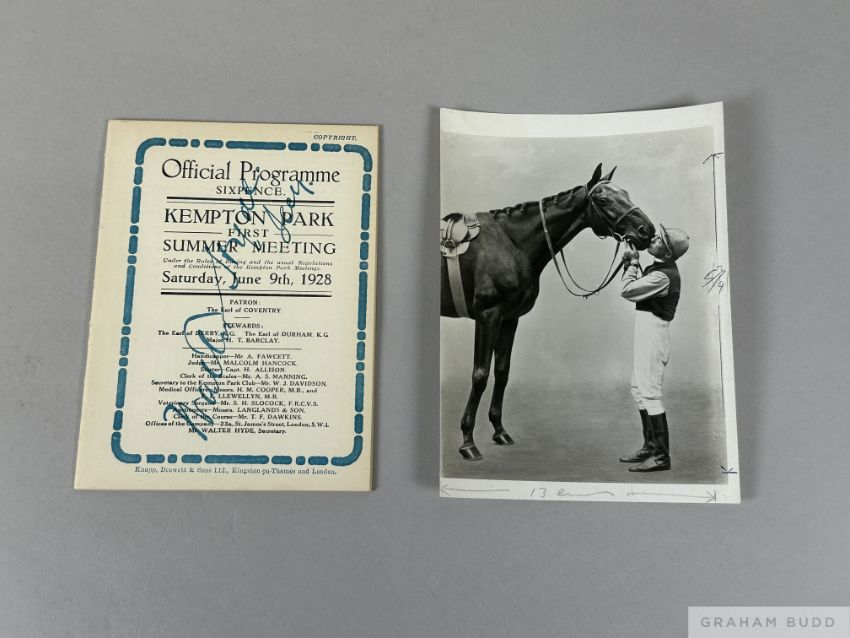 COPYRIGHT.
Official Programme
SIXPENCE.
KEMPTON PARK
FIRST
SUMMER MEETING
Under the Rules of Racing and the usual Regulations
and Conditions of the Kempton Park Meetings.
Saturday, June 9th, 1928
PATRON:
The Earl of COVENTRY.
STEWARDS:
The Earl of DERBY, K.G. The Earl of DURHAM, K.G.
Major H. T. BARCLAY.
Handicapper—Mr. A. FAWCETT.
Judge—Mr. MALCOLM HANCOCK.
Starter—Capt. H. ALLISON.
Clerk of the Scales—Mr. A. S. MANNING.
Secretary to the Kempton Park Club—Mr. W. J. DAVIDSON.
Medical Officers—Messrs. H. M. COOPER, M.B., and
LLEWELLYN, M.B.
Veterinary Surgeon—Mr. S. H. SLOCOCK, F.R.C.V.S.
Auctioneers—Messrs. LANGLANDS & SON.
Clerk of the Course—Mr. T. F. DAWKINS.
Offices of the Company—23a, St. James's Street, London, S.W.1.
Mr. WALTER HYDE, Secretary.
Knapp, Drewett & Sons Ltd., Kingston-on-Thames and London.
13
GRAHAM BUDD